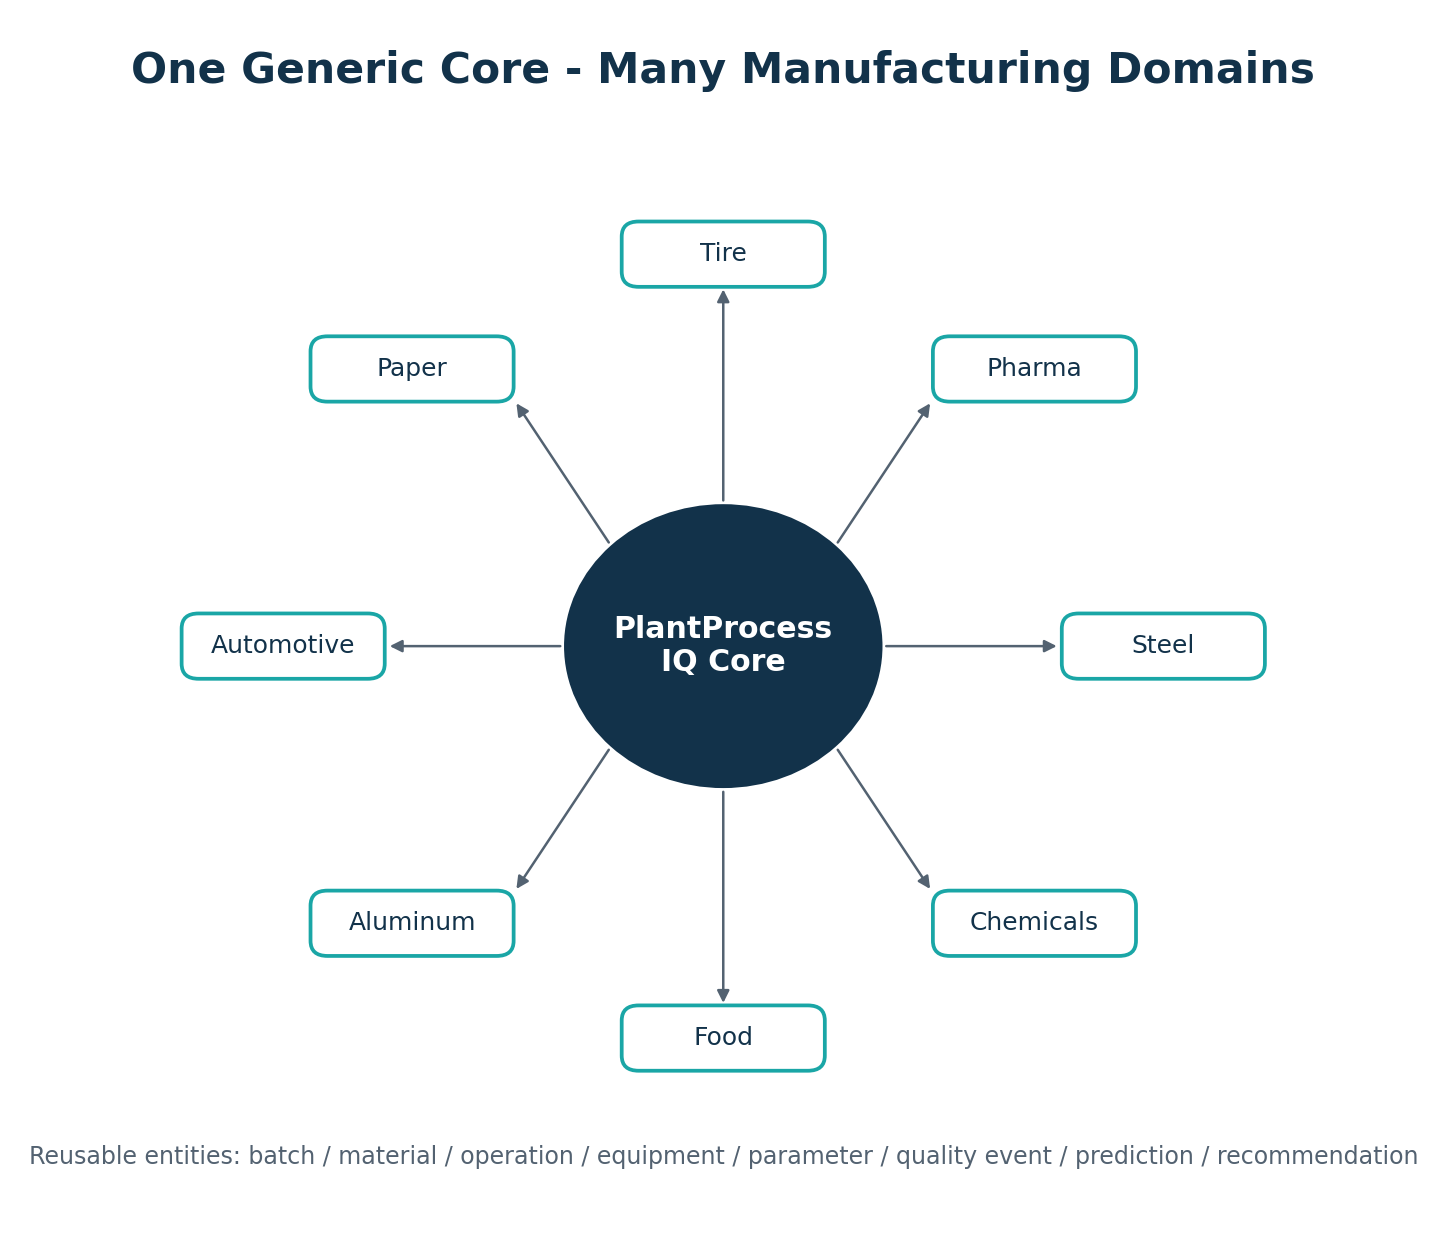 One Generic Core - Many Manufacturing Domains
Tire
Paper
Pharma
Automotive
PlantProcess
IQ Core
Steel
Aluminum
Chemicals
Food
Reusable entities: batch / material / operation / equipment / parameter / quality event / prediction / recommendation